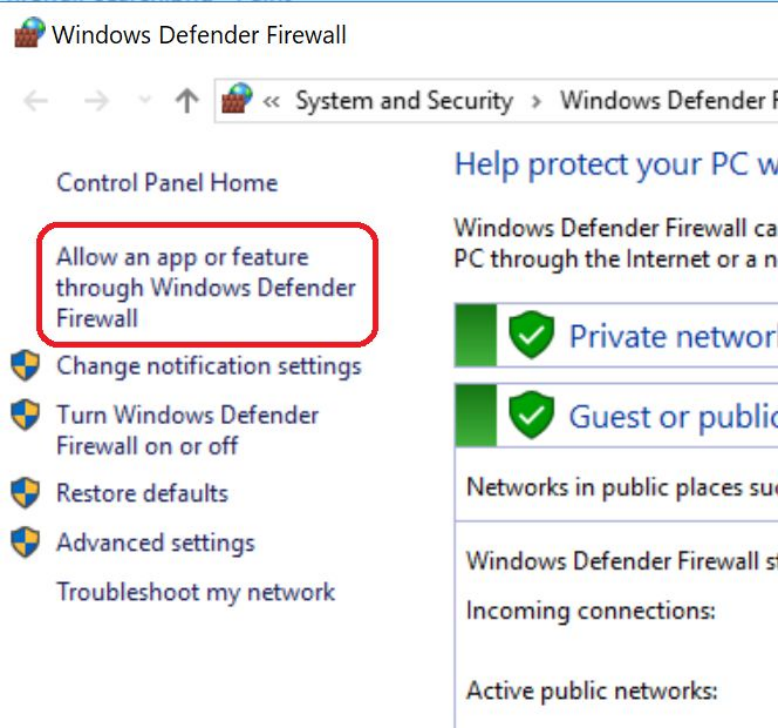 Windows Defender Firewall
« System and Security > Windows Defender
Control Panel Home
Allow an app or feature
through Windows Defender
Firewall
Change notification settings
Turn Windows Defender
Firewall on or off
Restore defaults
Advanced settings
Troubleshoot my network
Help protect your PC
Windows Defender Firewall
PC through the Internet or a
Private
Guest or public
Networks in public places
Windows Defender Firewall
Incoming connections:
Active public networks: